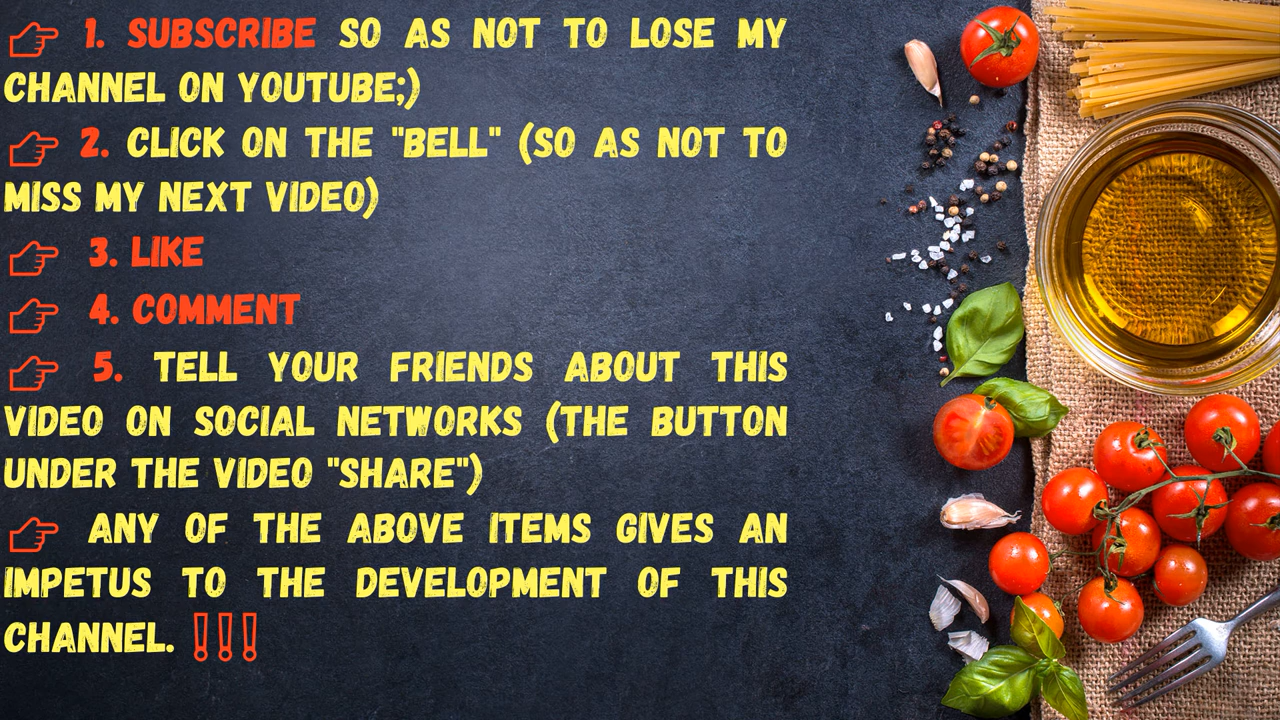 👉 1. SUBSCRIBE SO AS NOT TO LOSE MY
CHANNEL ON YOUTUBE;)
👉 2. CLICK ON THE "BELL" (SO AS NOT TO
MISS MY NEXT VIDEO)
👉 3. LIKE
👉 4. COMMENT
👉 5. TELL YOUR FRIENDS ABOUT THIS
VIDEO ON SOCIAL NETWORKS (THE BUTTON
UNDER THE VIDEO "SHARE")
👉 ANY OF THE ABOVE ITEMS GIVES AN
IMPETUS TO THE DEVELOPMENT OF THIS
CHANNEL. !!!